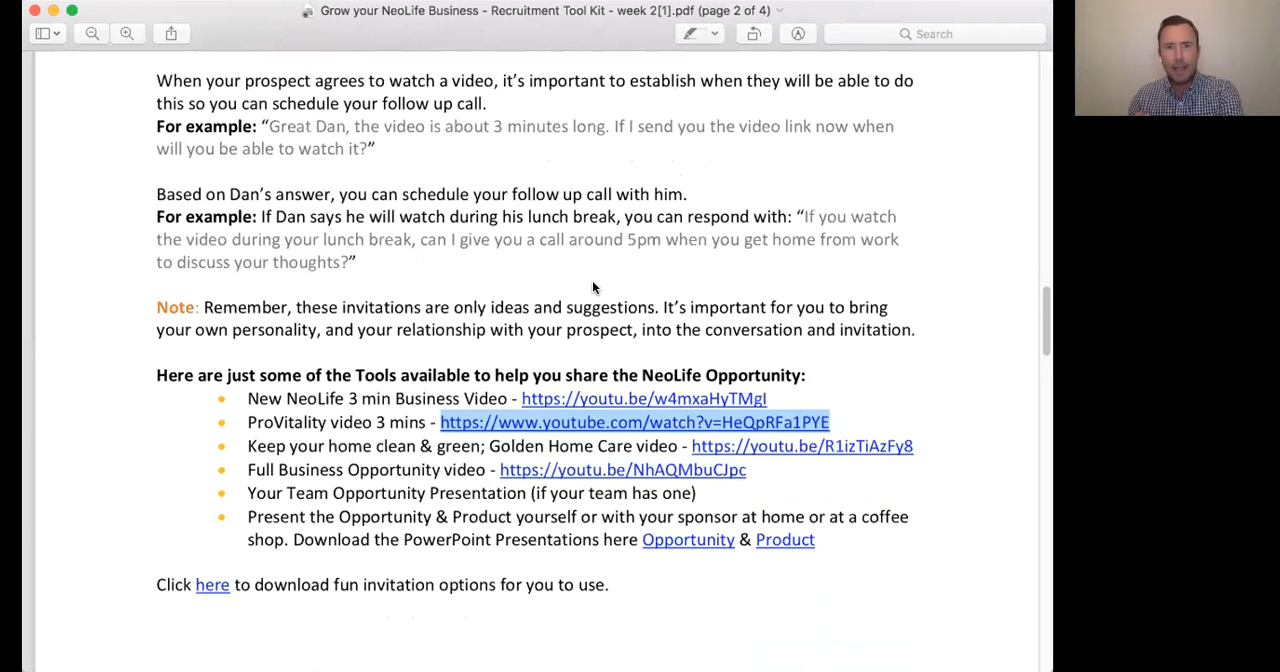 Grow your NeoLife Business - Recruitment Tool Kit - week 2[1].pdf (page 2 of 4)
Search
When your prospect agrees to watch a video, it's important to establish when they will be able to do
this so you can schedule your follow up call.
For example: “Great Dan, the video is about 3 minutes long. If I send you the video link now when
will you be able to watch it?”
Based on Dan's answer, you can schedule your follow up call with him.
For example: If Dan says he will watch during his lunch break, you can respond with: “If you watch
the video during your lunch break, can I give you a call around 5pm when you get home from work
to discuss your thoughts?”
Note: Remember, these invitations are only ideas and suggestions. It's important for you to bring
your own personality, and your relationship with your prospect, into the conversation and invitation.
Here are just some of the Tools available to help you share the NeoLife Opportunity:
• New NeoLife 3 min Business Video - https://youtu.be/w4mxaHyTMgI
• ProVitality video 3 mins - https://www.youtube.com/watch?v=HeQpRFa1PYE
• Keep your home clean & green; Golden Home Care video - https://youtu.be/R1izTiAzFy8
• Full Business Opportunity video - https://youtu.be/NhAQMbuCJpc
• Your Team Opportunity Presentation (if your team has one)
• Present the Opportunity & Product yourself or with your sponsor at home or at a coffee
shop. Download the PowerPoint Presentations here Opportunity & Product
Click here to download fun invitation options for you to use.